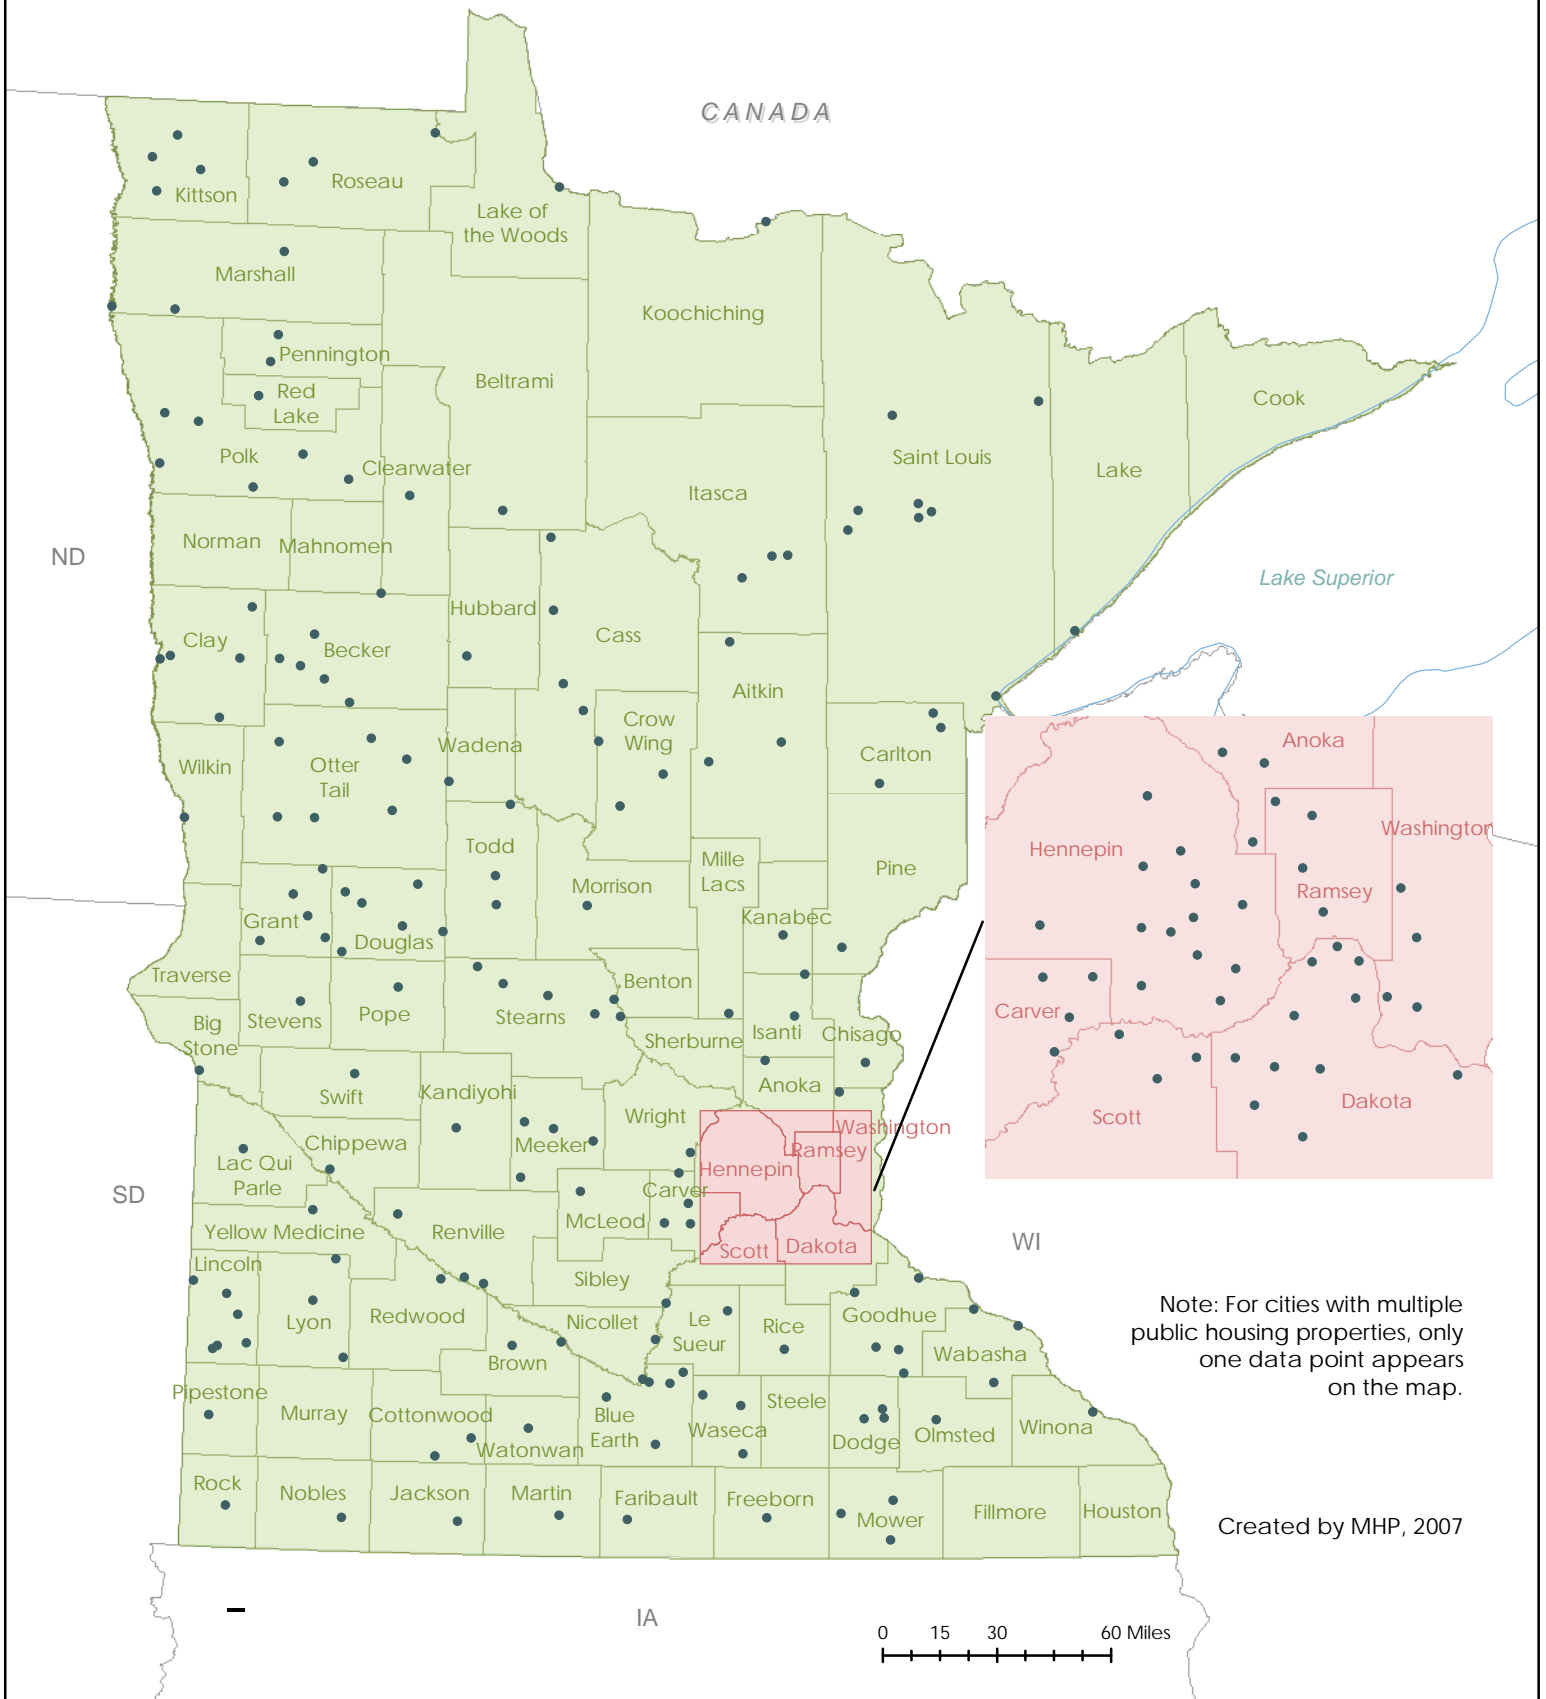 CANADA
Kittson
Roseau
Lake of
the Woods
Marshall
Koochiching
Pennington
Beltrami
Red
Lake
Cook
Polk
Clearwater
Saint Louis
Lake
Itasca
Norman
Mahnomen
ND
Lake Superior
Hubbard
Clay
Becker
Cass
Aitkin
Crow
Wing
Wadena
Carlton
Wilkin
Otter
Tail
Anoka
Washington
Hennepin
Ramsey
Carver
Scott
Dakota
Todd
Mille
Lacs
Morrison
Pine
Grant
Douglas
Kanabec
Traverse
Benton
Big
Stone
Stevens
Pope
Stearns
Isanti
Chisago
Sherburne
Swift
Kandiyohi
Anoka
Wright
Washington
Chippewa
Meeker
Ramsey
Lac Qui
Parle
Hennepin
SD
Carver
McLeod
Yellow Medicine
Renville
WI
Scott
Dakota
Lincoln
Sibley
Lyon
Redwood
Nicollet
Le
Sueur
Rice
Goodhue
Wabasha
Brown
Note: For cities with multiple
public housing properties, only
one data point appears
on the map.
Pipestone
Murray
Cottonwood
Watonwan
Blue
Earth
Waseca
Steele
Dodge
Olmsted
Winona
Rock
Nobles
Jackson
Martin
Faribault
Freeborn
Mower
Fillmore
Houston
Created by MHP, 2007
IA
0 15 30 60 Miles